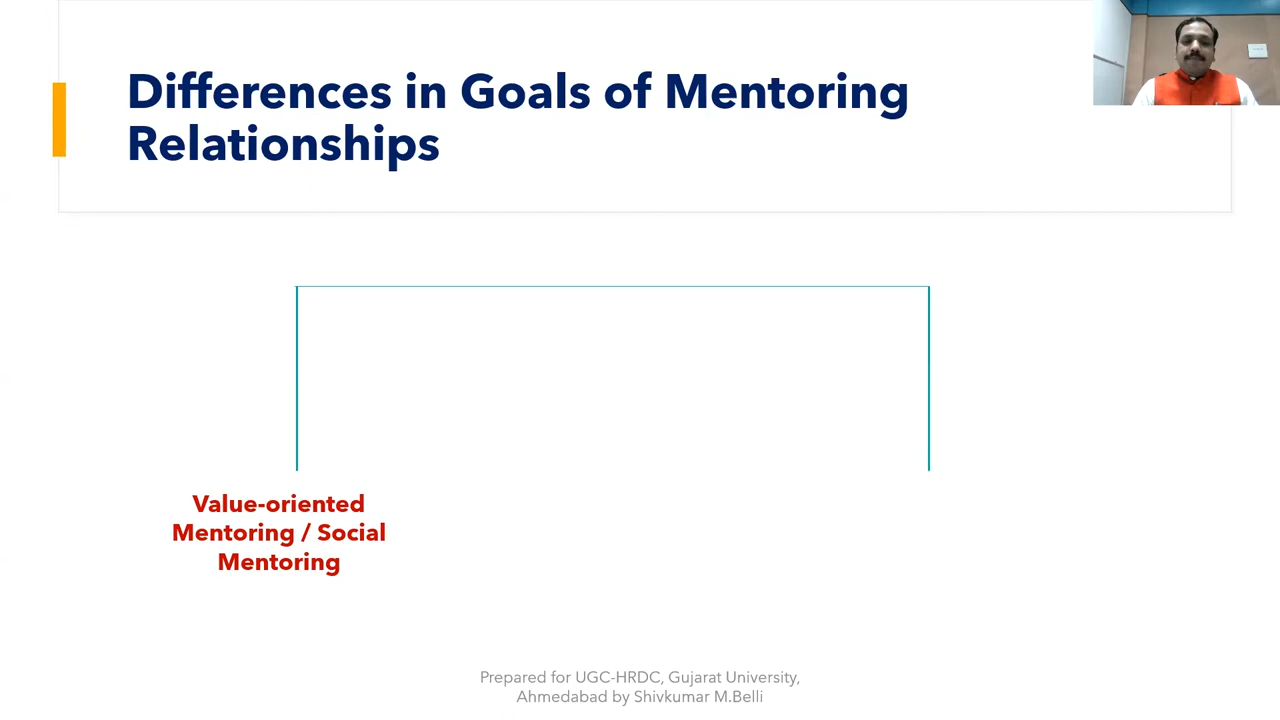 Differences in Goals of Mentoring
Relationships
Value-oriented
Mentoring / Social
Mentoring
Prepared for UGC-HRDC, Gujarat University,
Ahmedabad by Shivkumar M.Belli